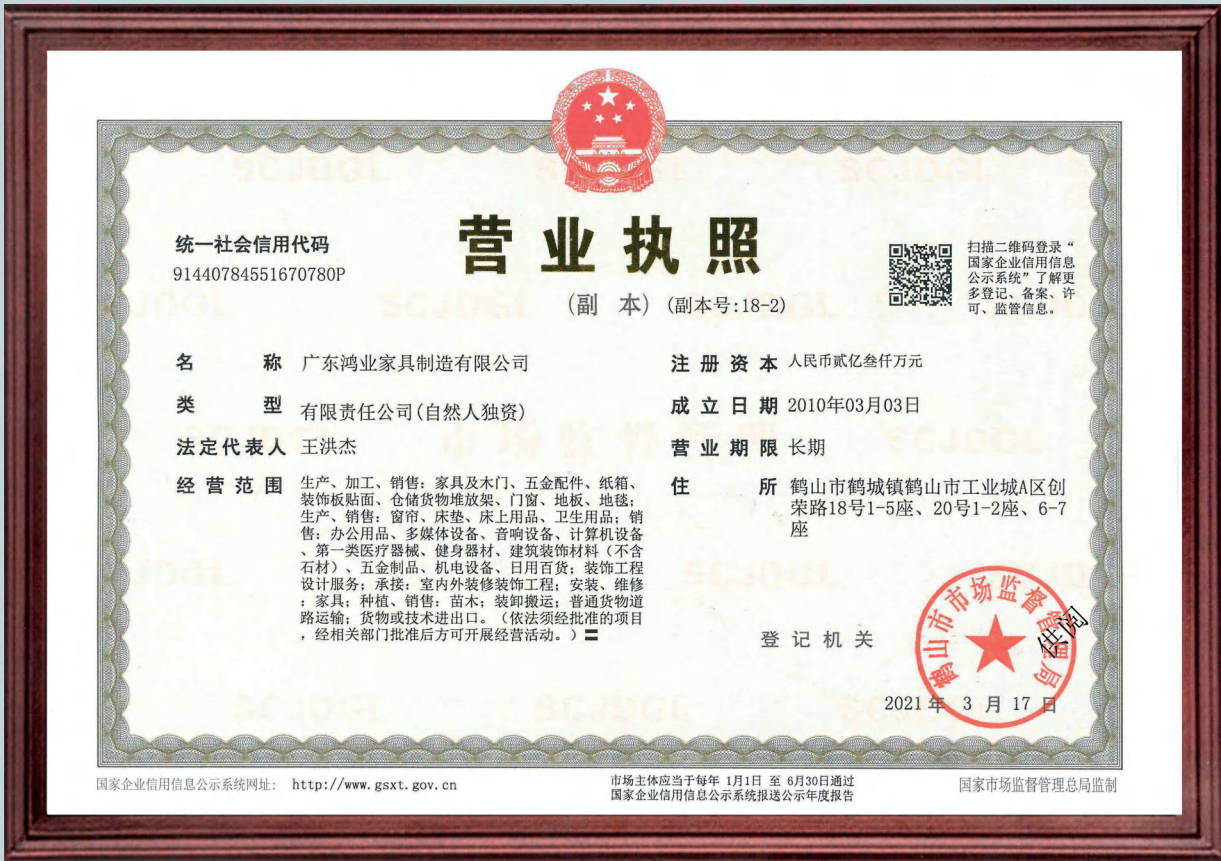 营业执照
(副 本) (副本号:18-2)
统一社会信用代码
91440784551670780P
扫描二维码登录“
国家企业信用信息
公示系统”了解更
多登记、备案、许
可、监管信息。
名 称 广东鸿业家具制造有限公司
类 型 有限责任公司(自然人独资)
法定代表人 王洪杰
经营范围 生产、加工、销售：家具及木门、五金配件、纸箱、
装饰板贴面、仓储货物堆放架、门窗、地板、地毯；
生产、销售：窗帘、床垫、床上用品、卫生用品；销
售：办公用品、多媒体设备、音响设备、计算机设备
、第一类医疗器械、健身器材、建筑装饰材料（不含
石材）、五金制品、机电设备、日用百货；装饰工程
设计服务；承接：室内外装修装饰工程；安装、维修
：家具；种植、销售：苗木；装卸搬运；普通货物道
路运输；货物或技术进出口。（依法须经批准的项目
，经相关部门批准后方可开展经营活动。）〓
注册资本 人民币贰亿叁仟万元
成立日期 2010年03月03日
营业期限 长期
住 所 鹤山市鹤城镇鹤山市工业城A区创
荣路18号1-5座、20号1-2座、6-7
座
登记机关
鹤山市市场监督管理局
供阅
2021年 3 月 17 日
国家企业信用信息公示系统网址： http://www.gsxt.gov.cn
市场主体应当于每年 1月1日 至 6月30日通过
国家企业信用信息公示系统报送公示年度报告
国家市场监督管理总局监制
SCJDGL